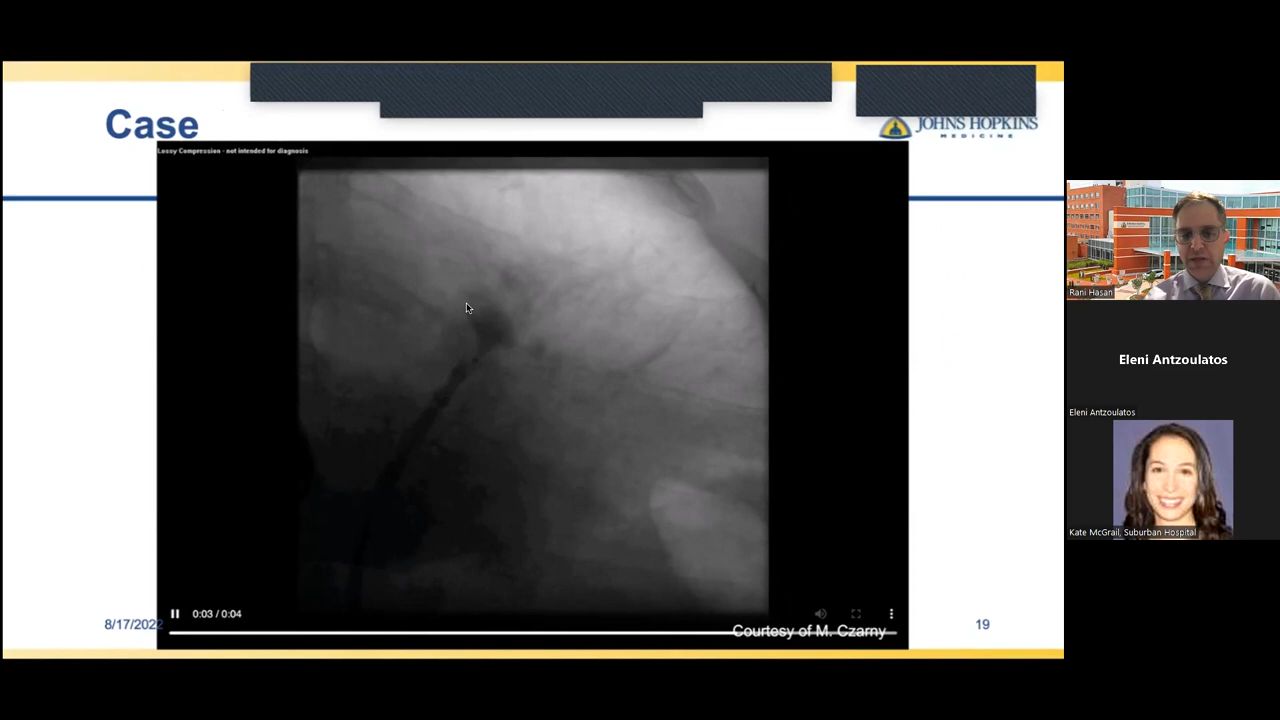 Case
JOHNS HOPKINS
MEDICINE
Lossy Compression - not intended for diagnosis
0:03 / 0:04
Courtesy of M. Czarny
8/17/2022
19
Rani Hasan
Eleni Antzoulatos
Eleni Antzoulatos
Kate McGrail, Suburban Hospital